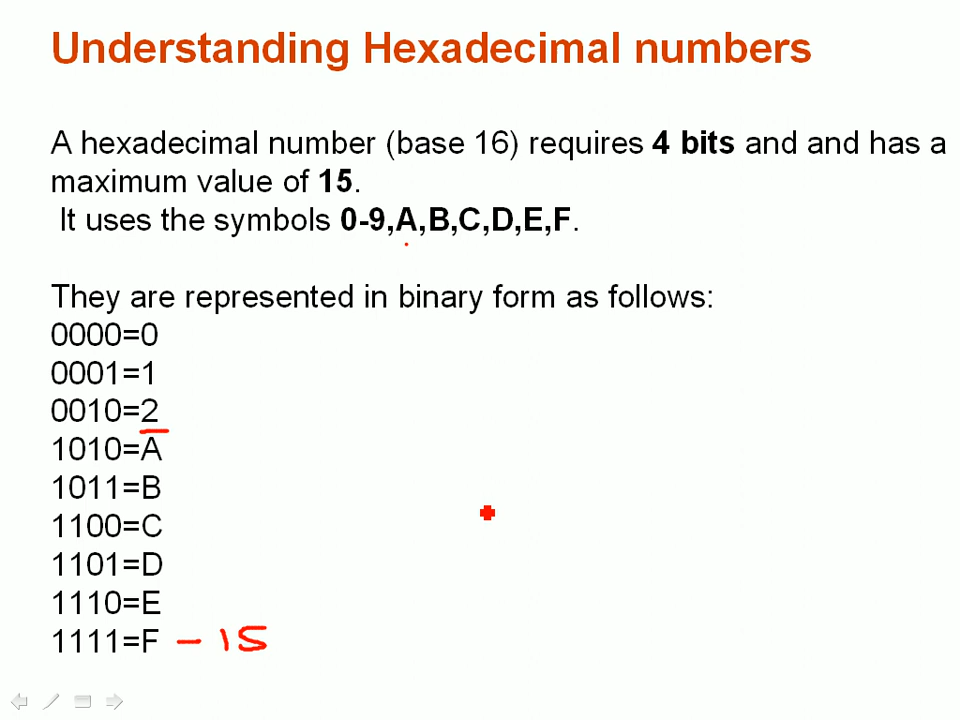 Understanding Hexadecimal numbers
A hexadecimal number (base 16) requires 4 bits and and has a
maximum value of 15.
It uses the symbols 0-9,A,B,C,D,E,F.
They are represented in binary form as follows:
0000=0
0001=1
0010=2
1010=A
1011=B
1100=C
1101=D
1110=E
1111=F - 15